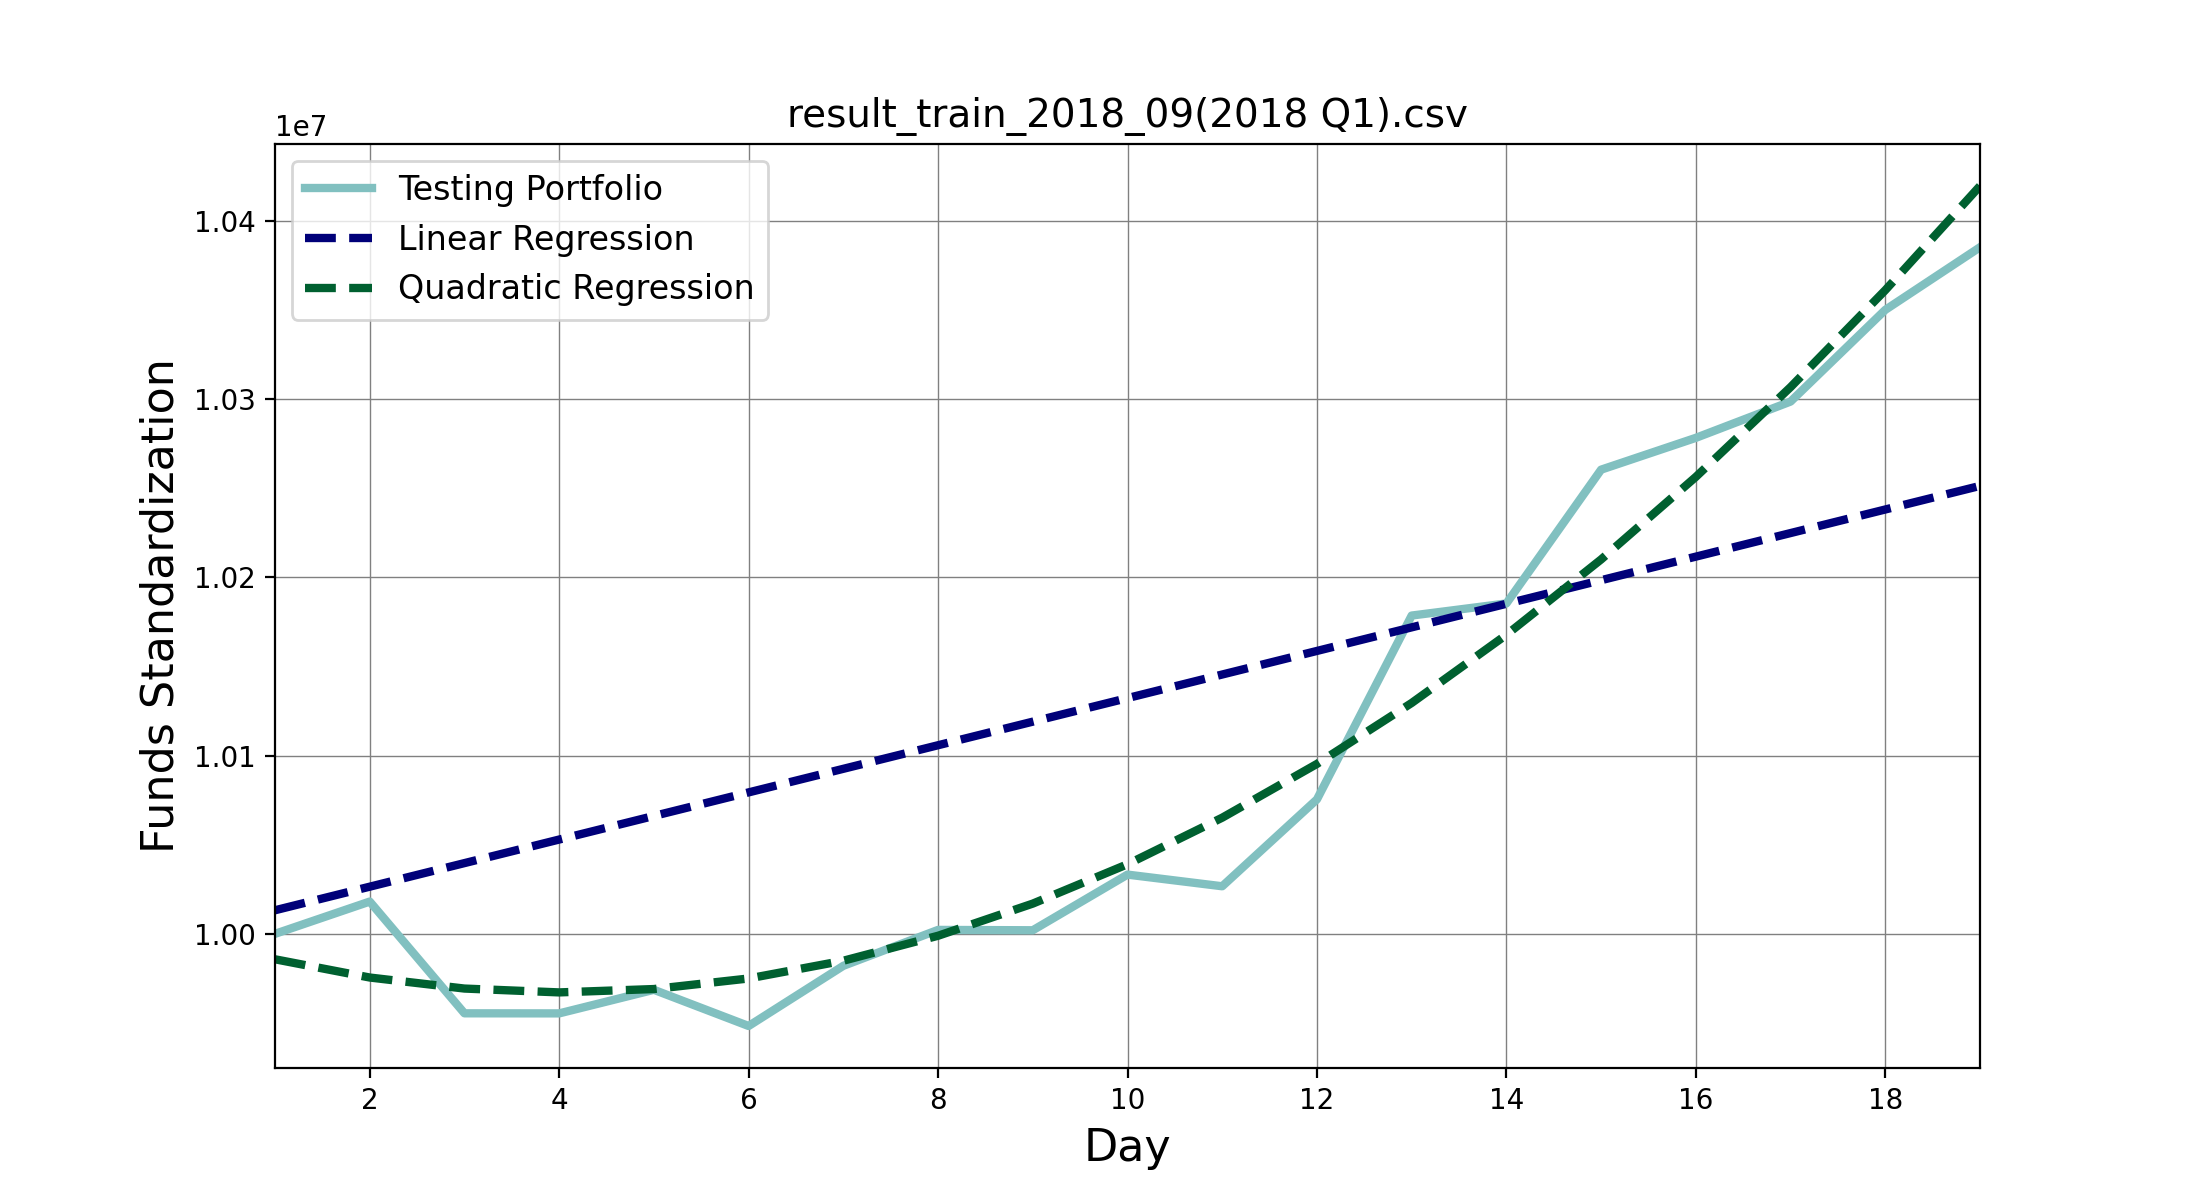 result_train_2018_09(2018 Q1).csv
1e7
Testing Portfolio
Linear Regression
Quadratic Regression
1.04
1.03
1.02
1.01
1.00
Funds Standardization
2 4 6 8 10 12 14 16 18
Day